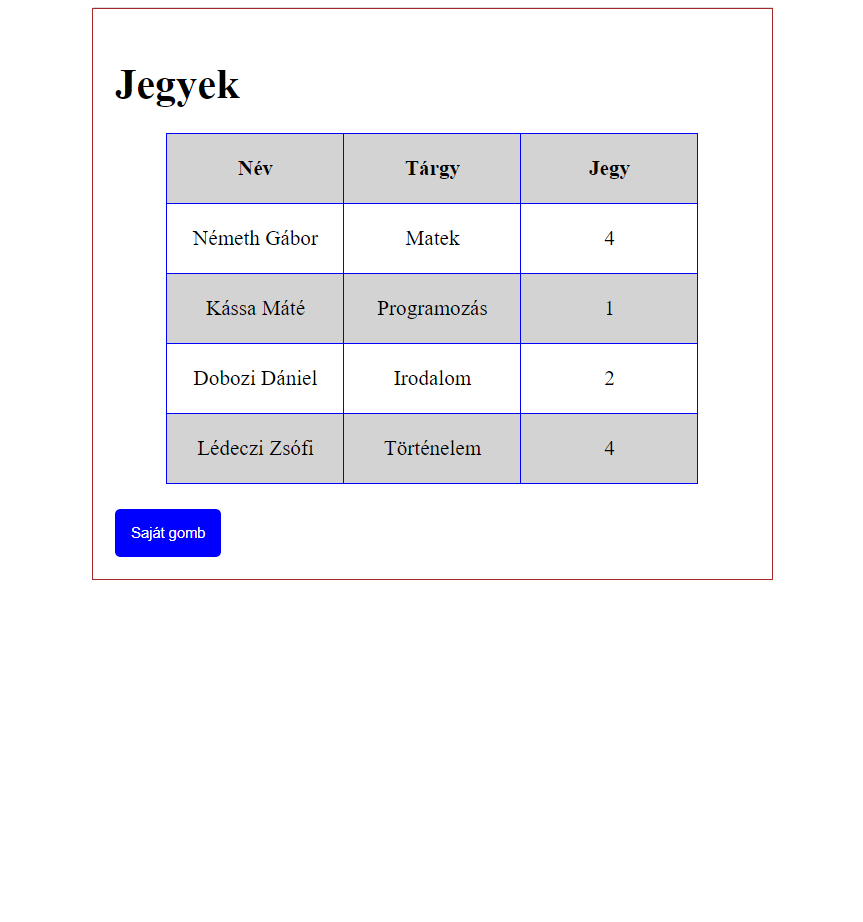 Jegyek
Név Tárgy Jegy
Németh Gábor Matek 4
Kássa Máté Programozás 1
Dobozi Dániel Irodalom 2
Lédeczi Zsófi Történelem 4
Saját gomb